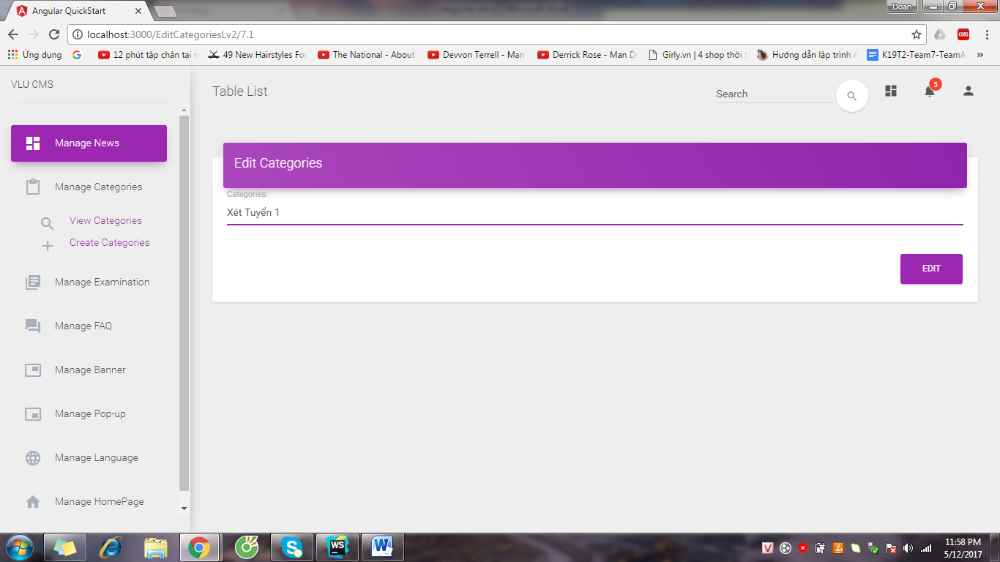 Angular QuickStart
Doan
localhost:3000/EditCategoriesLv2/7.1
CORS
Ứng dụng
12 phút tập chân tại n
49 New Hairstyles For
The National - About
Devvon Terrell - Man
Derrick Rose - Man Do
Girly.vn | 4 shop thời t
Hướng dẫn lập trình A
K19T2-Team7-TeamA
VLU CMS
Table List
Search
5
Manage News
Edit Categories
Manage Categories
Categories:
Xét Tuyển 1
View Categories
Create Categories
EDIT
Manage Examination
Manage FAQ
Manage Banner
Manage Pop-up
Manage Language
Manage HomePage
WS
11:58 PM
5/12/2017